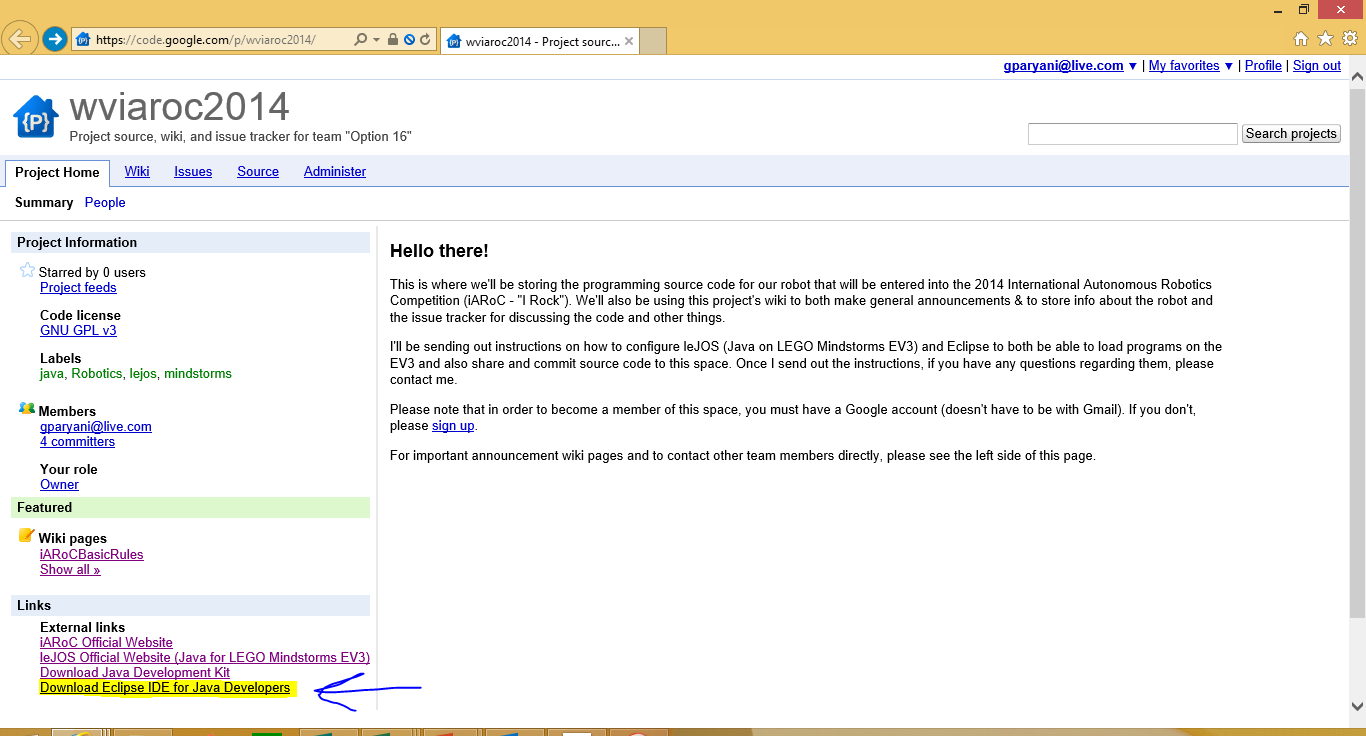 https://code.google.com/p/wviaroc2014/
wviaroc2014 - Project sourc...
gparyani@live.com ▼ | My favorites ▼ | Profile | Sign out
{P}
wviaroc2014
Project source, wiki, and issue tracker for team "Option 16"
Search projects
Project Home Wiki Issues Source Administer
Summary People
Project Information
Starred by 0 users
Project feeds
Code license
GNU GPL v3
Labels
java, Robotics, lejos, mindstorms
Members
gparyani@live.com
4 committers
Your role
Owner
Featured
Wiki pages
iARoCBasicRules
Show all »
Links
External links
iARoC Official Website
leJOS Official Website (Java for LEGO Mindstorms EV3)
Download Java Development Kit
Download Eclipse IDE for Java Developers
Hello there!
This is where we'll be storing the programming source code for our robot that will be entered into the 2014 International Autonomous Robotics
Competition (iARoC - "I Rock"). We'll also be using this project's wiki to both make general announcements & to store info about the robot and
the issue tracker for discussing the code and other things.
I'll be sending out instructions on how to configure leJOS (Java on LEGO Mindstorms EV3) and Eclipse to both be able to load programs on the
EV3 and also share and commit source code to this space. Once I send out the instructions, if you have any questions regarding them, please
contact me.
Please note that in order to become a member of this space, you must have a Google account (doesn't have to be with Gmail). If you don't,
please sign up.
For important announcement wiki pages and to contact other team members directly, please see the left side of this page.